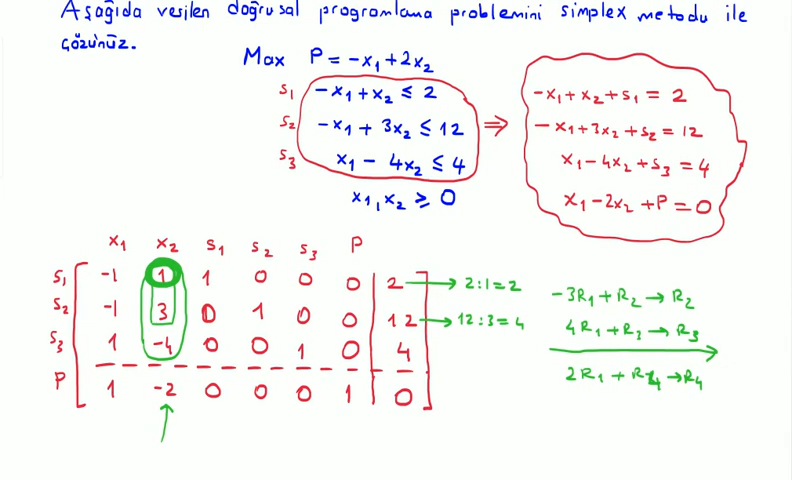 Aşağıda verilen doğrusal programlama problemini simplex metodu ile
çözünüz.
Max P = -x₁ + 2x₂
s₁ -x₁ + x₂ ≤ 2
s₂ -x₁ + 3x₂ ≤ 12 ⇒
s₃ x₁ - 4x₂ ≤ 4
x₁, x₂ ≥ 0
-x₁ + x₂ + s₁ = 2
-x₁ + 3x₂ + s₂ = 12
x₁ - 4x₂ + s₃ = 4
x₁ - 2x₂ + P = 0
x₁ x₂ s₁ s₂ s₃ P
s₁ -1 1 1 0 0 0 2 → 2:1=2
s₂ -1 3 0 1 0 0 12 → 12:3=4
s₃ 1 -4 0 0 1 0 4
P 1 -2 0 0 0 1 0
-3R₁ + R₂ → R₂
4R₁ + R₃ → R₃
2R₁ + R₄ → R₄